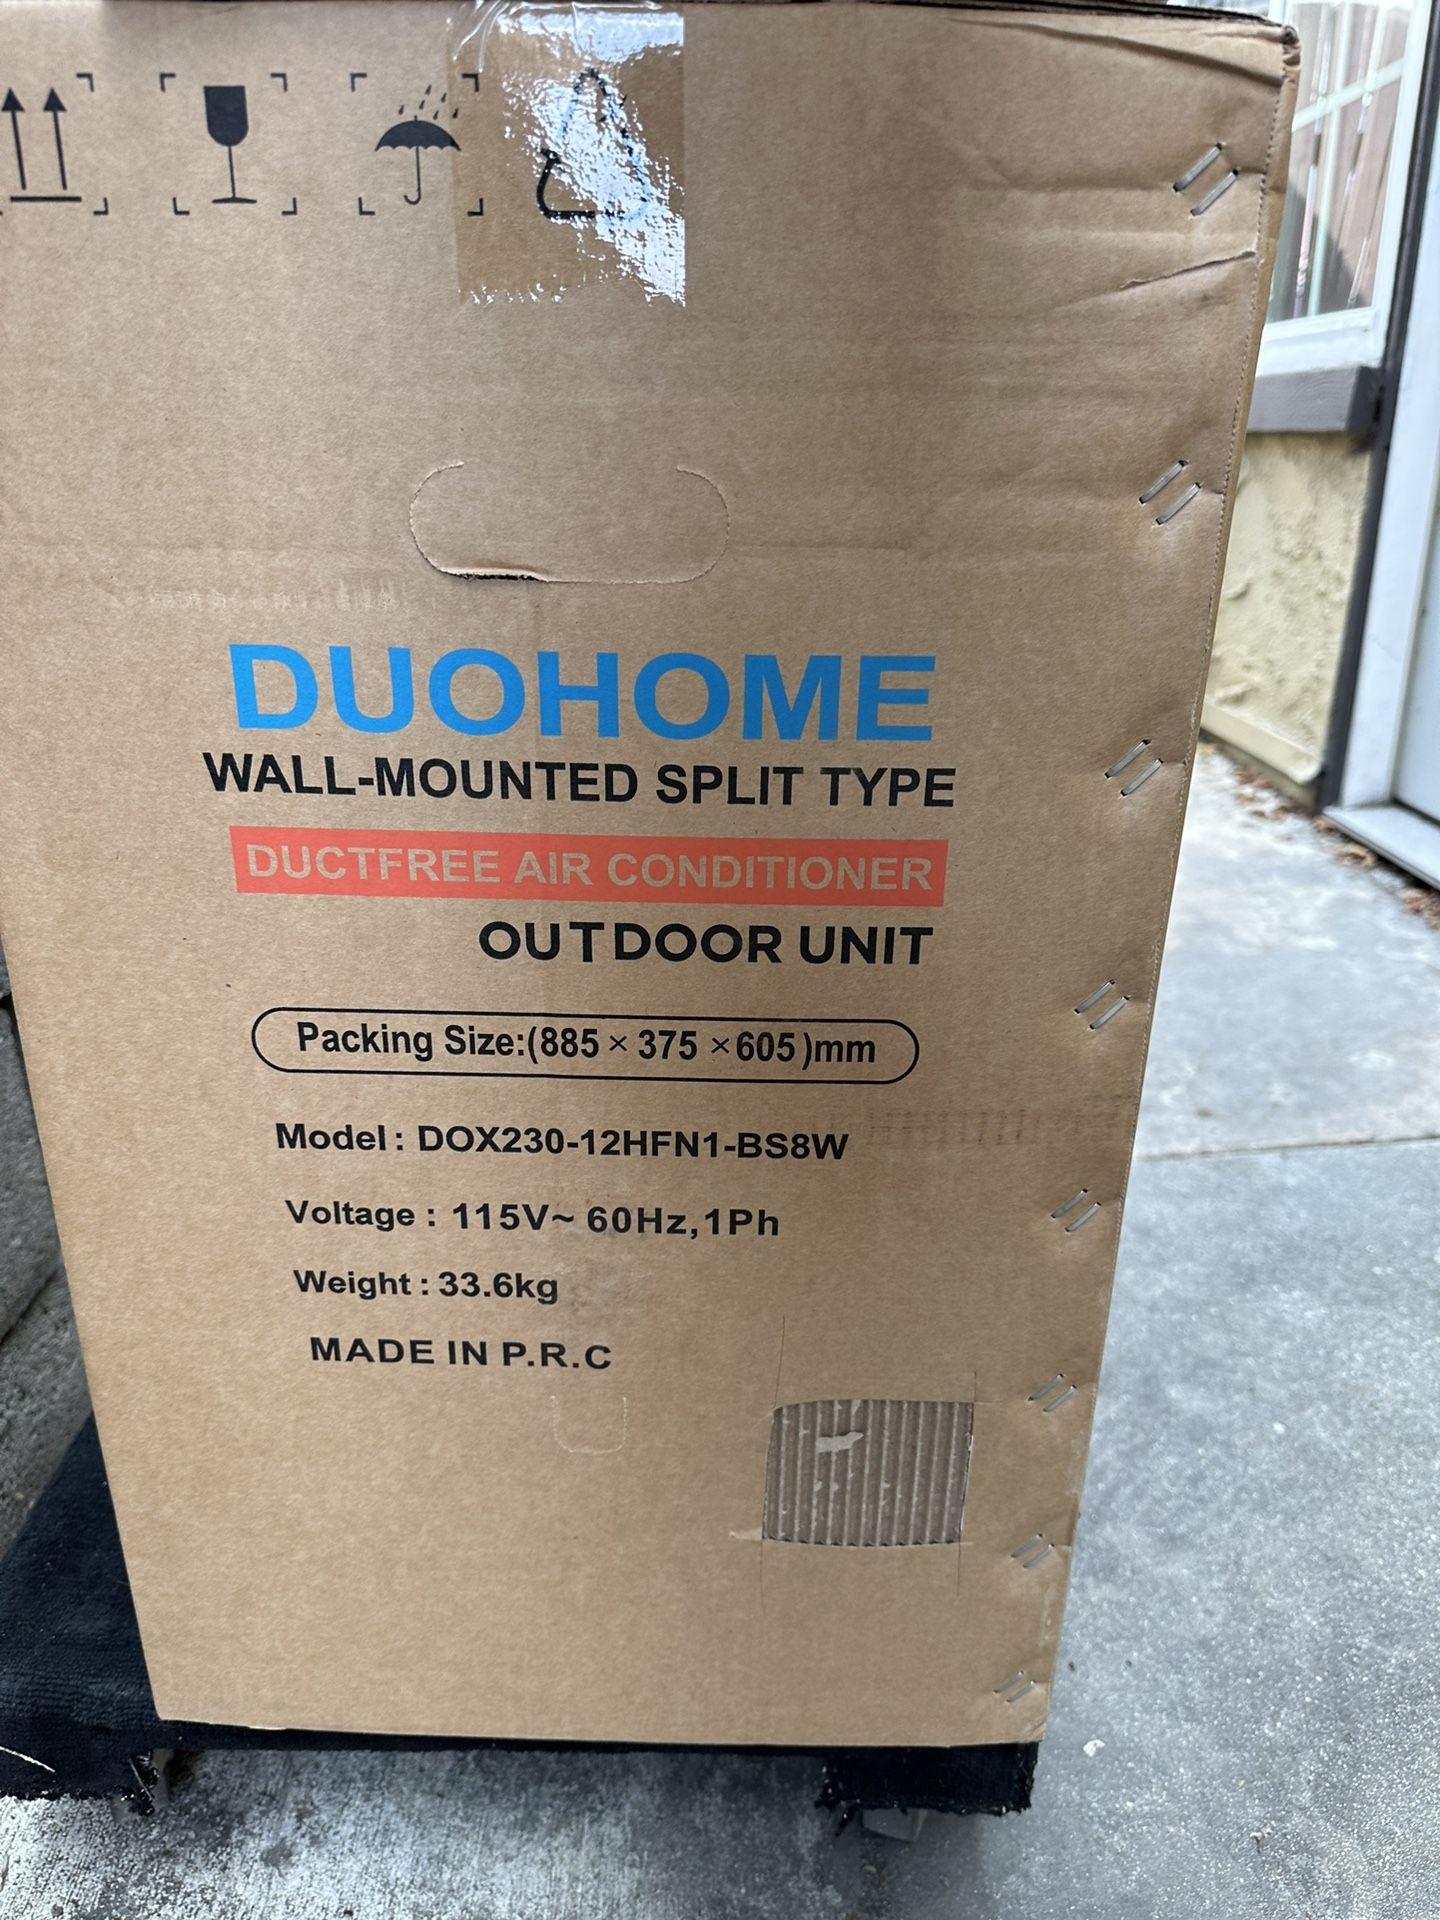 DUOHOME
WALL-MOUNTED SPLIT TYPE
DUCTFREE AIR CONDITIONER
OUTDOOR UNIT
Packing Size:(885 × 375 × 605)mm
Model : DOX230-12HFN1-BS8W
Voltage : 115V~ 60Hz,1Ph
Weight : 33.6kg
MADE IN P.R.C